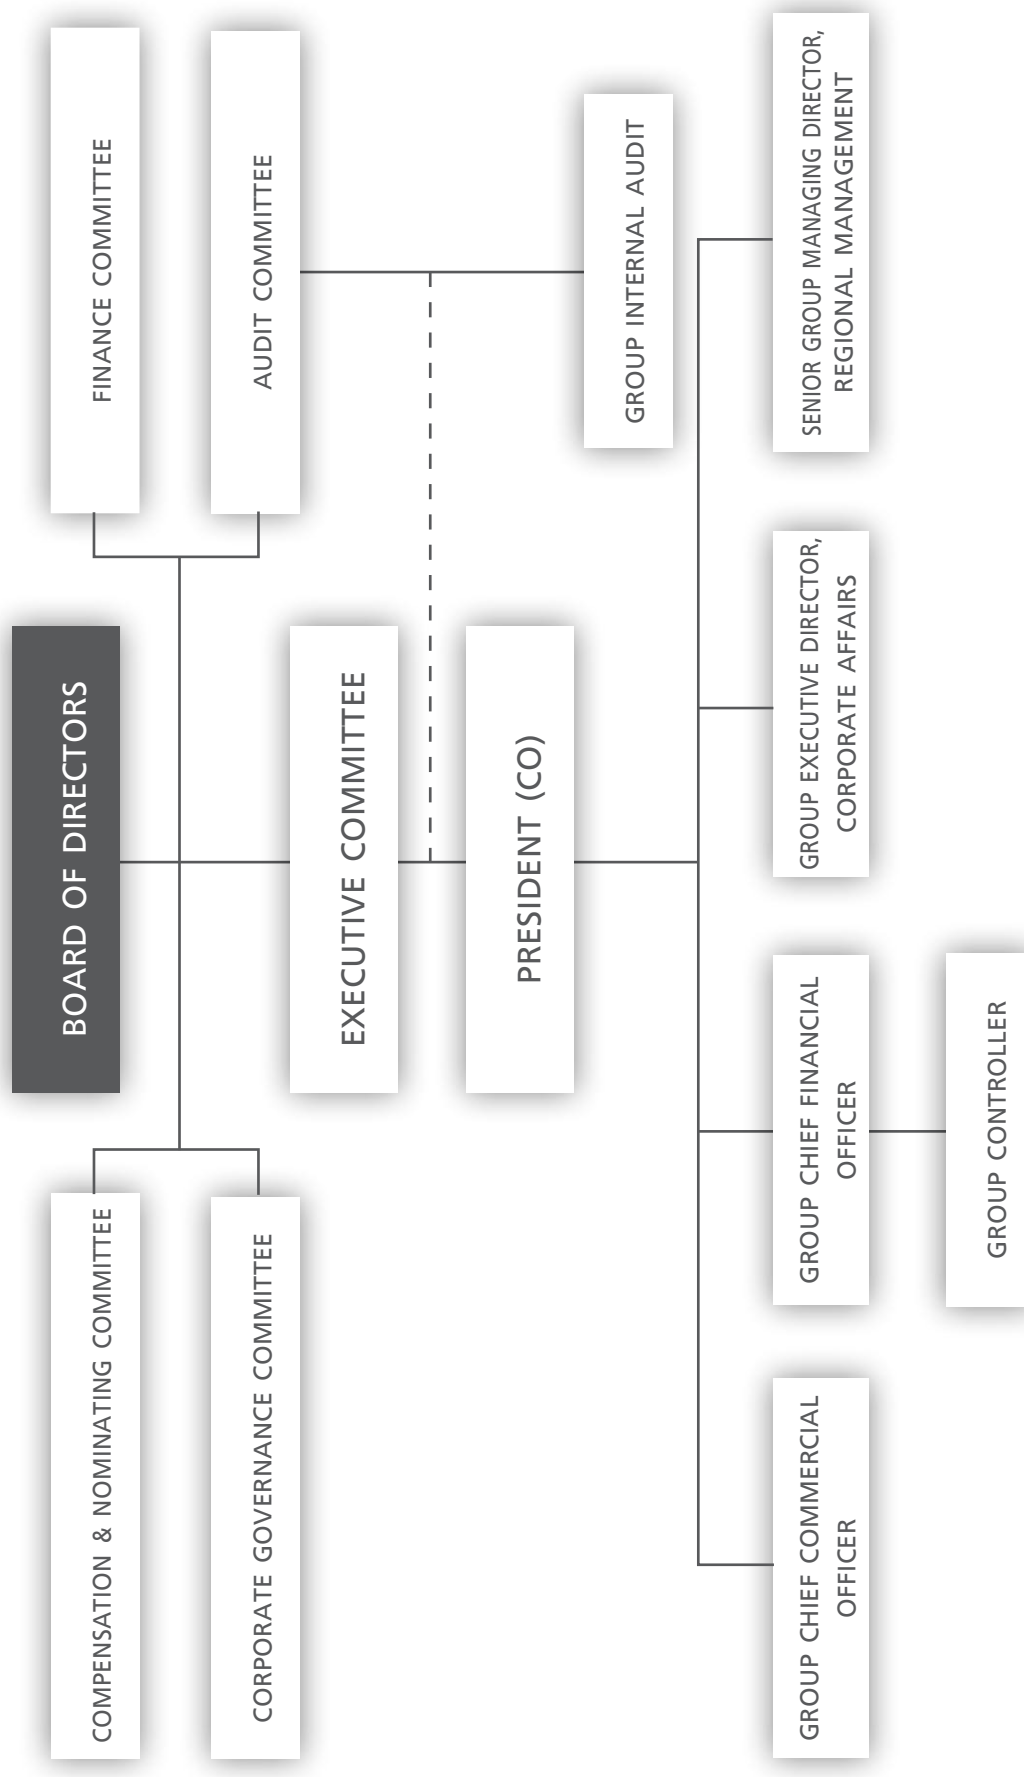 BOARD OF DIRECTORS
COMPENSATION & NOMINATING COMMITTEE
FINANCE COMMITTEE
CORPORATE GOVERNANCE COMMITTEE
AUDIT COMMITTEE
EXECUTIVE COMMITTEE
PRESIDENT (CO)
GROUP INTERNAL AUDIT
GROUP CHIEF COMMERCIAL
OFFICER
GROUP CHIEF FINANCIAL
OFFICER
GROUP EXECUTIVE DIRECTOR,
CORPORATE AFFAIRS
SENIOR GROUP MANAGING DIRECTOR,
REGIONAL MANAGEMENT
GROUP CONTROLLER